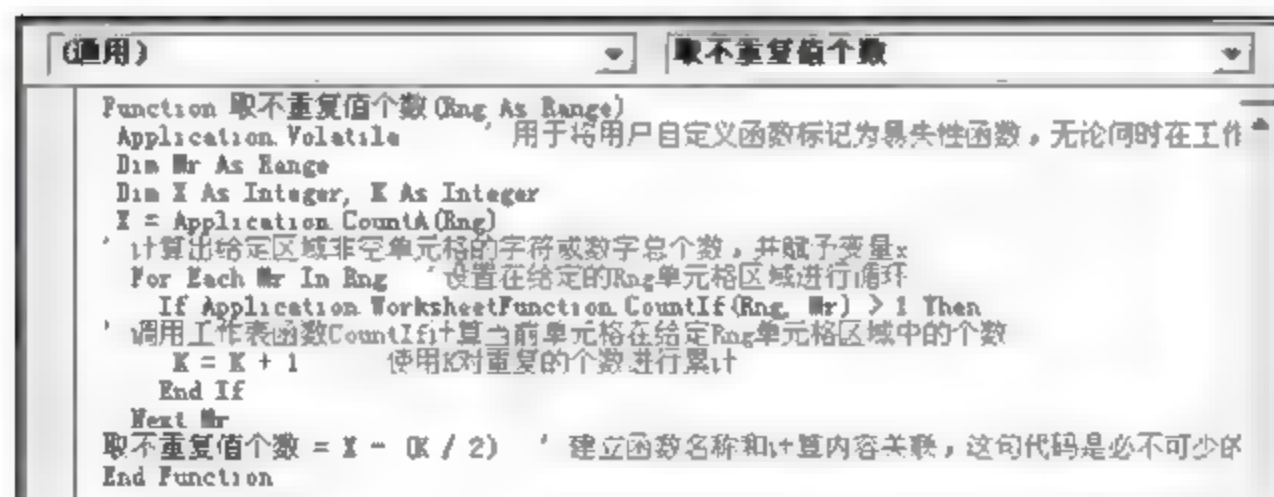 (通用) 取不重复值个数
Function 取不重复值个数(Rng As Range)
Application.Volatile ' 用于将用户自定义函数标记为易失性函数，无论何时在工作
Dim Mr As Range
Dim X As Integer, K As Integer
X = Application.CountA(Rng)
' 计算出给定区域非空单元格的字符或数字总个数，并赋予变量x
For Each Mr In Rng ' 设置在给定的Rng单元格区域进行循环
If Application.WorksheetFunction.CountIf(Rng, Mr) > 1 Then
' 调用工作表函数CountIf计算当前单元格在给定Rng单元格区域中的个数
K = K + 1 使用K对重复的个数进行累计
End If
Next Mr
取不重复值个数 = X - (K / 2) ' 建立函数名称和计算内容关联，这句代码是必不可少的
End Function